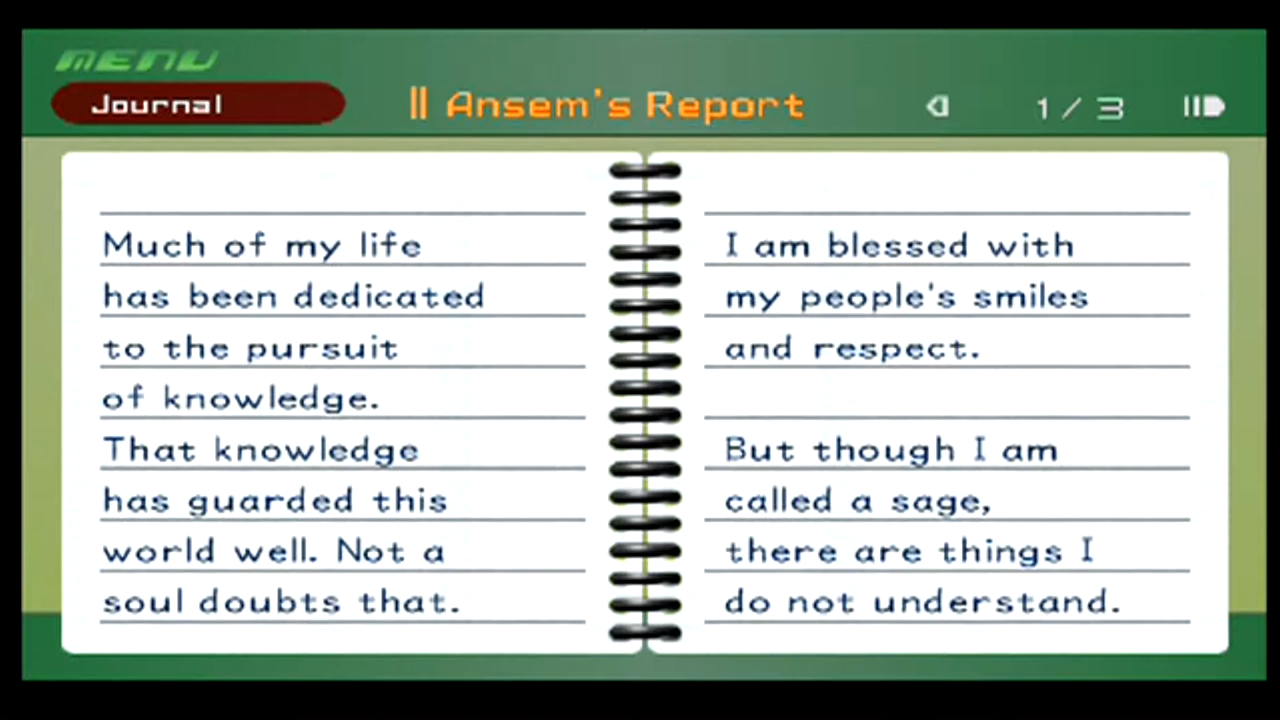 MENU
Journal
Ansem's Report
1 / 3
Much of my life
has been dedicated
to the pursuit
of knowledge.
That knowledge
has guarded this
world well. Not a
soul doubts that.
I am blessed with
my people's smiles
and respect.
But though I am
called a sage,
there are things I
do not understand.